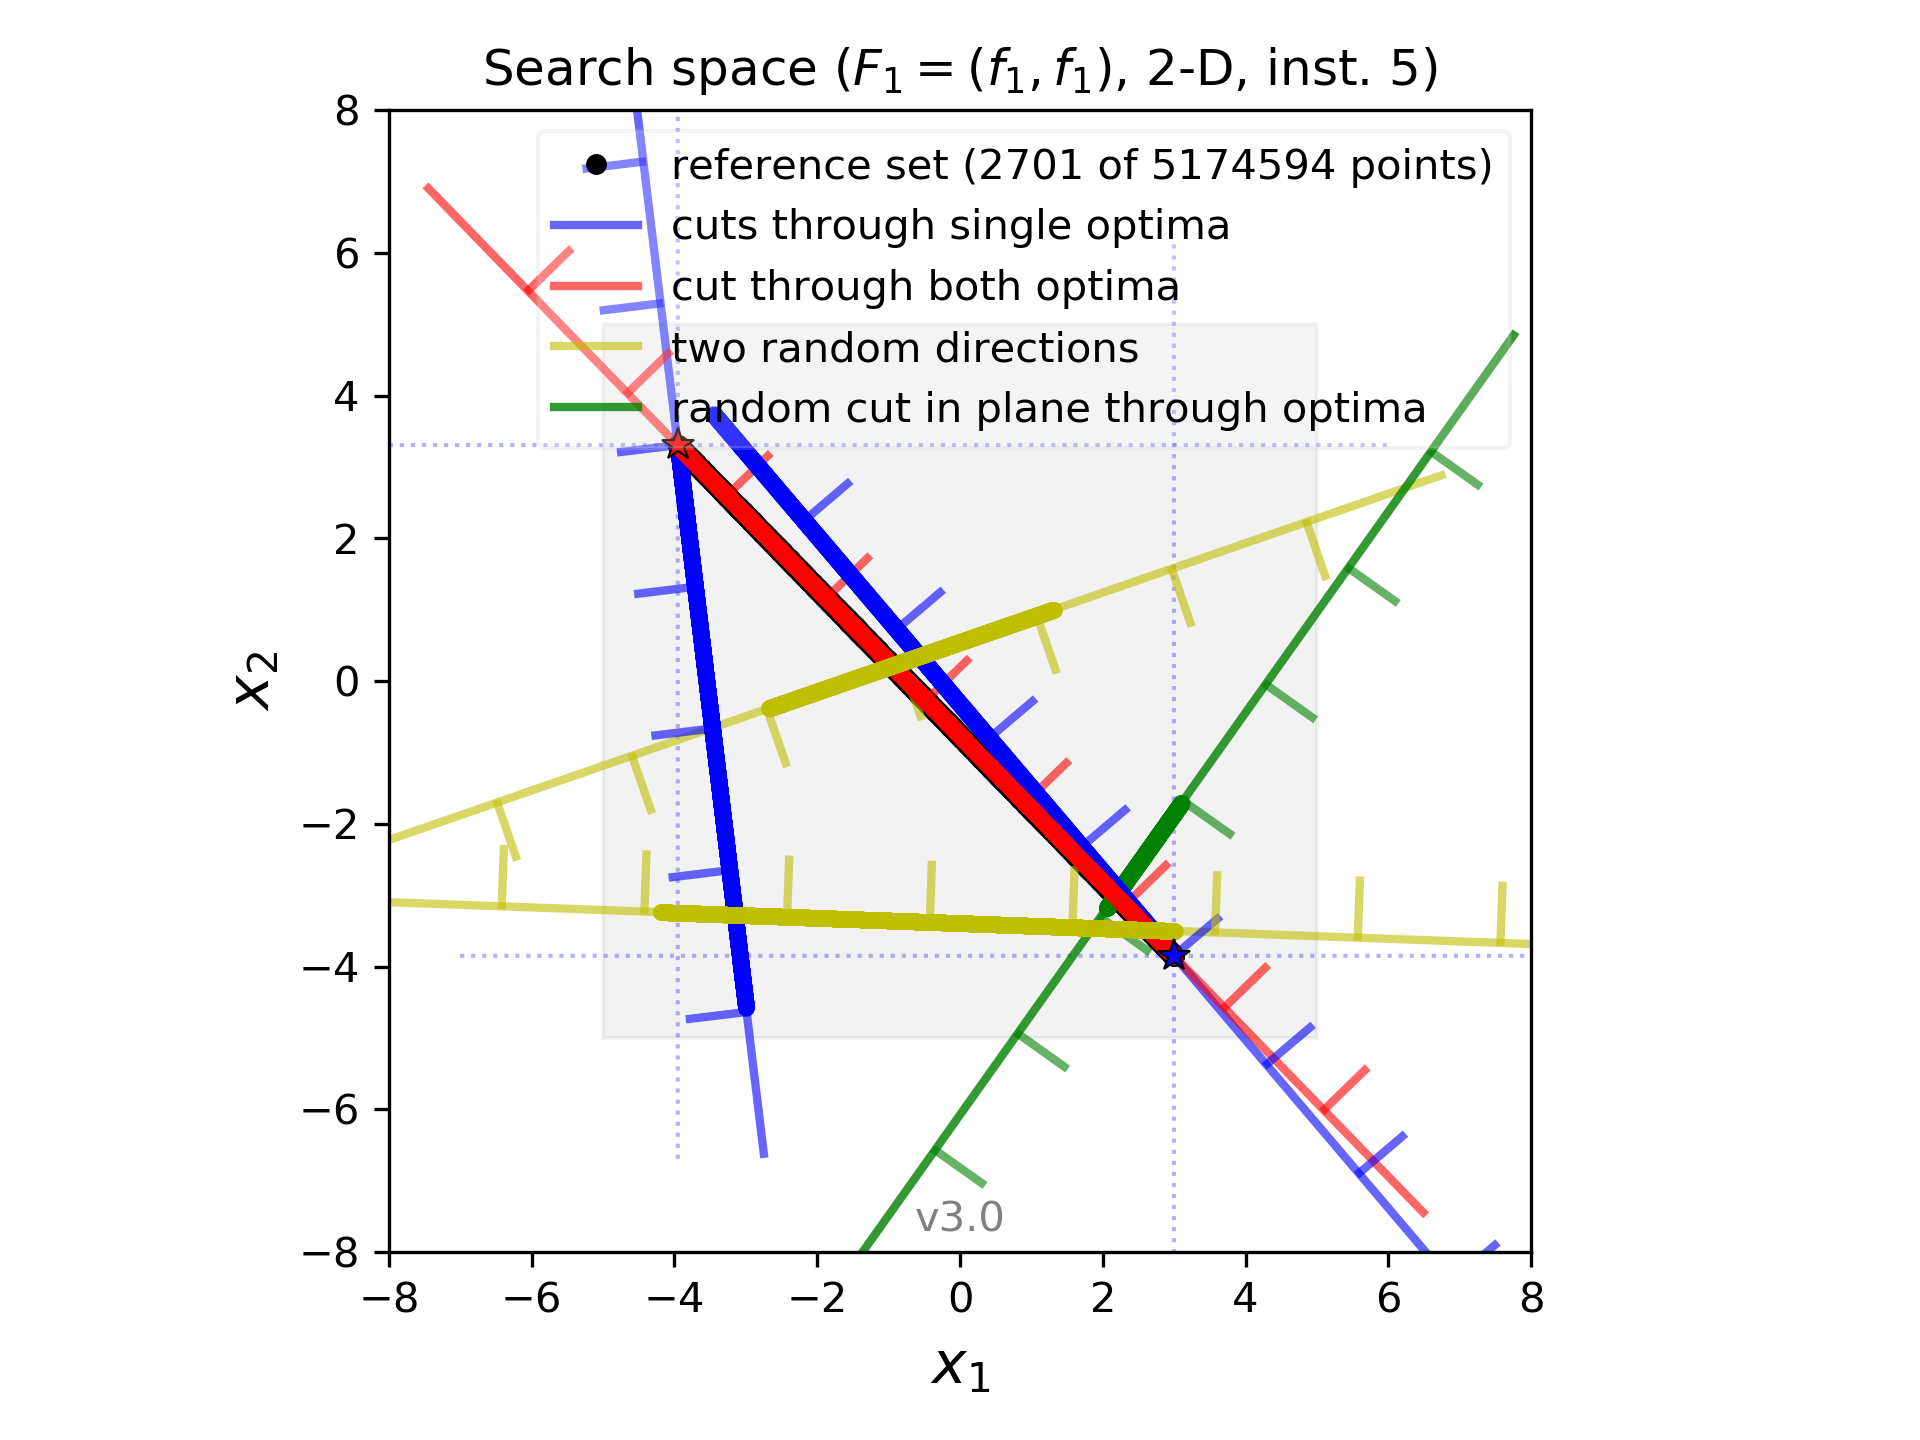 Search space (F₁ = (f₁, f₁), 2-D, inst. 5)
8
6
4
2
0
−2
−4
−6
−8
x₂
reference set (2701 of 5174594 points)
cuts through single optima
cut through both optima
two random directions
random cut in plane through optima
v3.0
−8 −6 −4 −2 0 2 4 6 8
x₁